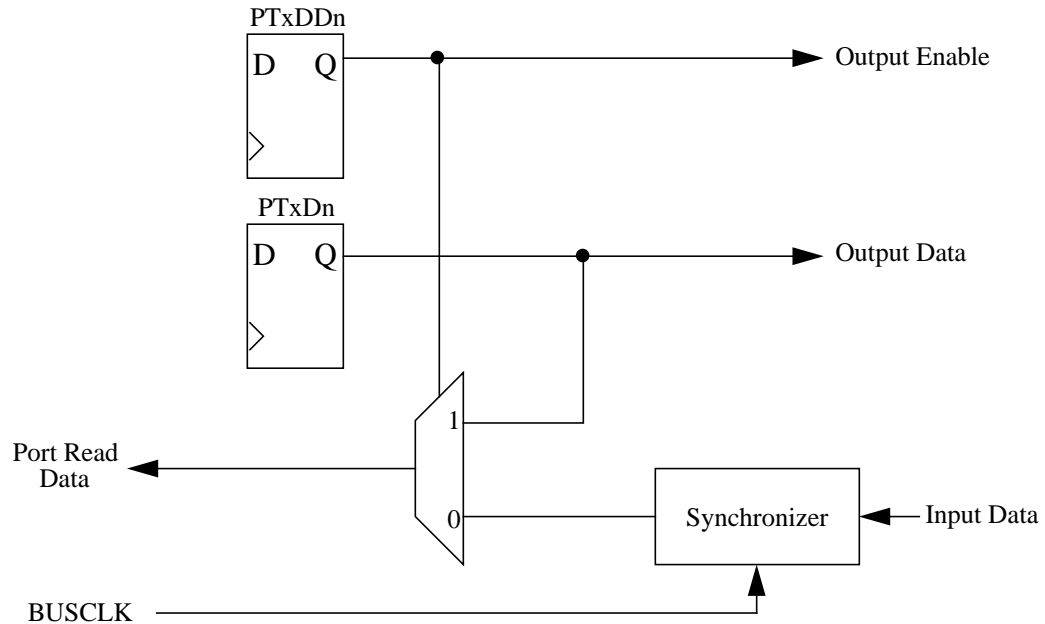 PTxDDn
D Q
Output Enable
PTxDn
D Q
Output Data
1
Port Read
Data
0
Synchronizer
Input Data
BUSCLK